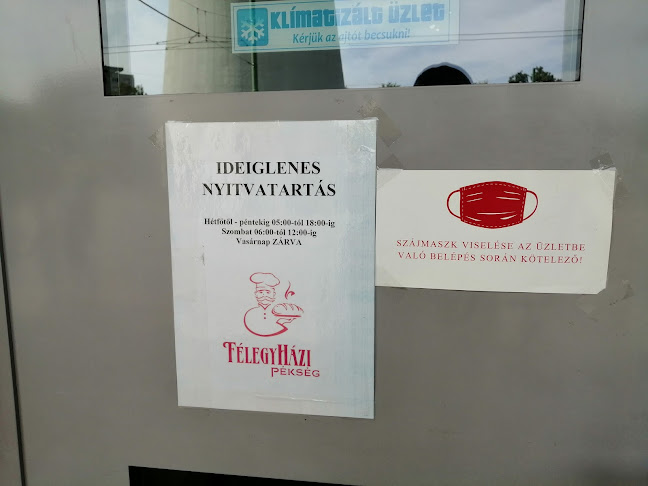 KLÍMATIZÁLT ÜZLET
Kérjük az ajtót becsukni!
IDEIGLENES
NYITVATARTÁS
Hétfőtől - péntekig 05:00-tól 18:00-ig
Szombat 06:00-tól 12:00-ig
Vasárnap ZÁRVA
FÉLEGYHÁZI
PÉKSÉG
SZÁJMASZK VISELÉSE AZ ÜZLETBE
VALÓ BELÉPÉS SORÁN KÖTELEZŐ!